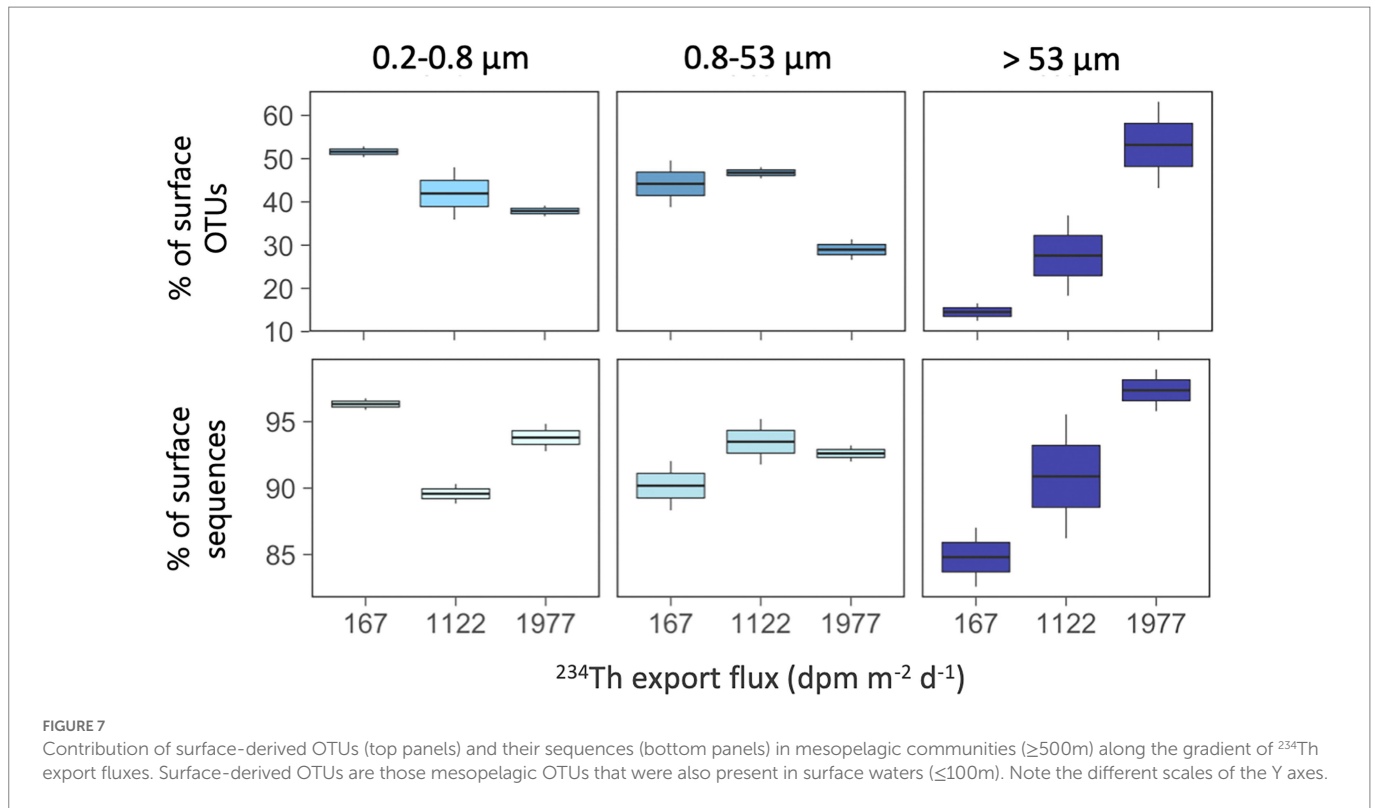 0.2-0.8 µm 0.8-53 µm > 53 µm
% of surface
OTUs
60
50
40
30
20
10
% of surface
sequences
95
90
85
167 1122 1977 167 1122 1977 167 1122 1977
²³⁴Th export flux (dpm m⁻² d⁻¹)
FIGURE 7
Contribution of surface-derived OTUs (top panels) and their sequences (bottom panels) in mesopelagic communities (≥500m) along the gradient of ²³⁴Th
export fluxes. Surface-derived OTUs are those mesopelagic OTUs that were also present in surface waters (≤100m). Note the different scales of the Y axes.